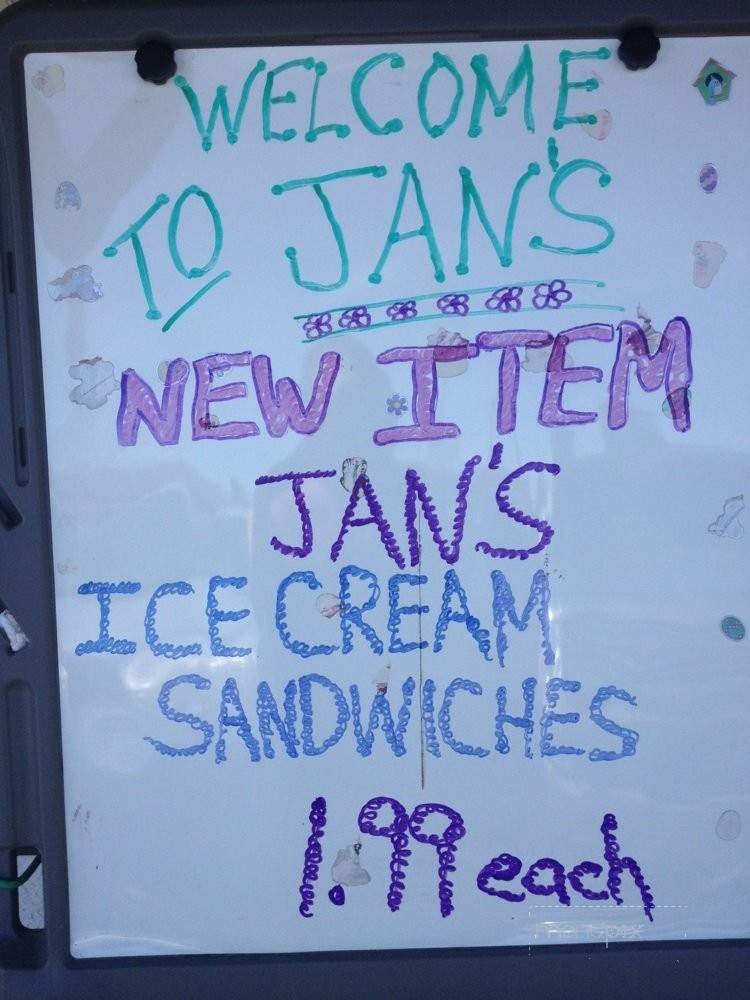 WELCOME
TO JAN'S
NEW ITEM
JAN'S
ICE CREAM
SANDWICHES
1.99 each